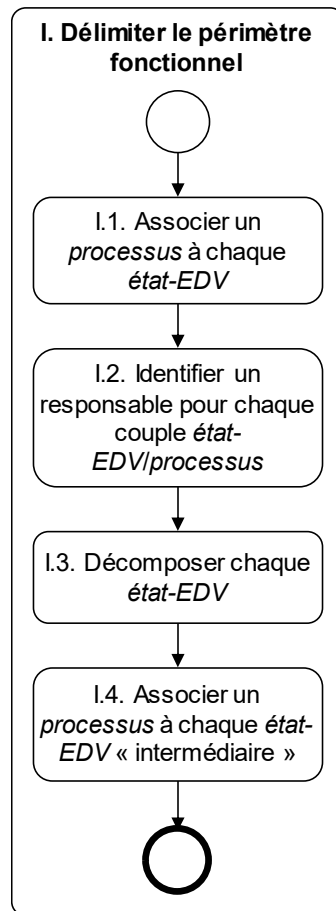 I. Délimiter le périmètre
fonctionnel
I.1. Associer un
processus à chaque
état-EDV
I.2. Identifier un
responsable pour chaque
couple état-
EDV/processus
I.3. Décomposer chaque
état-EDV
I.4. Associer un
processus à chaque état-
EDV « intermédiaire »